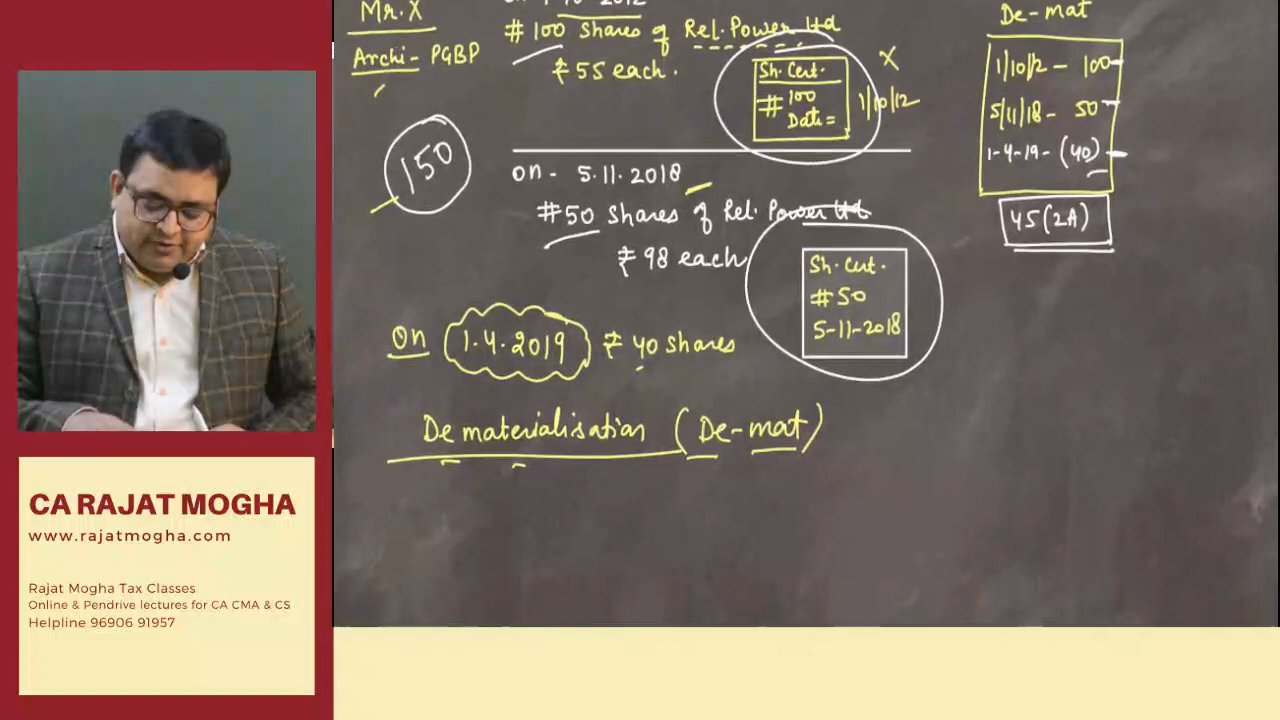 Mr. X
Archi - PGBP
# 100 Shares of Rel. Power Ltd
₹ 55 each.
Sh. Cert.
# 100
Date =
1/10/12
X
150
on - 5.11.2018
# 50 Shares of Rel. Power Ltd
₹ 98 each
Sh. Cert.
# 50
5-11-2018
On 1.4.2019 ₹ 40 shares
Dematerialisation (De-mat)
De-mat
1/10/2 - 100
5/11/18 - 50
1-4-19 - (40)
45(2A)
CA RAJAT MOGHA
www.rajatmogha.com
Rajat Mogha Tax Classes
Online & Pendrive lectures for CA CMA & CS
Helpline 96906 91957